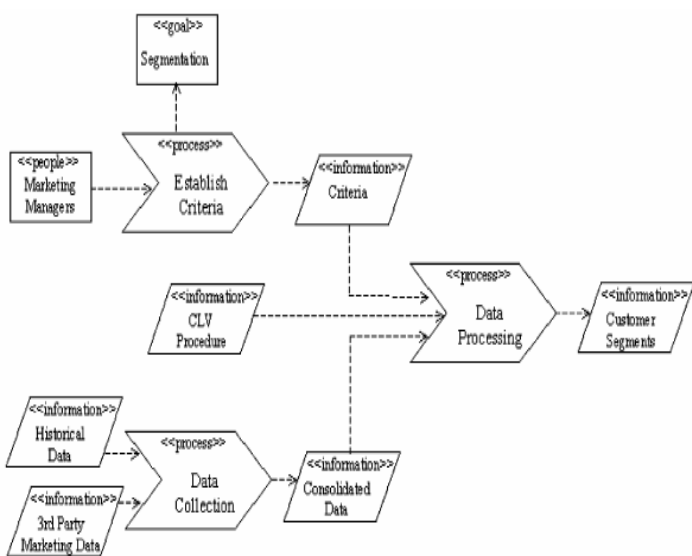 <<goal>>
Segmentation
<<people>>
Marketing
Managers
<<process>>
Establish
Criteria
<<information>>
Criteria
<<information>>
CLV
Procedure
<<process>>
Data
Processing
<<information>>
Customer
Segments
<<information>>
Historical
Data
<<information>>
3rd Party
Marketing Data
<<process>>
Data
Collection
<<information>>
Consolidated
Data